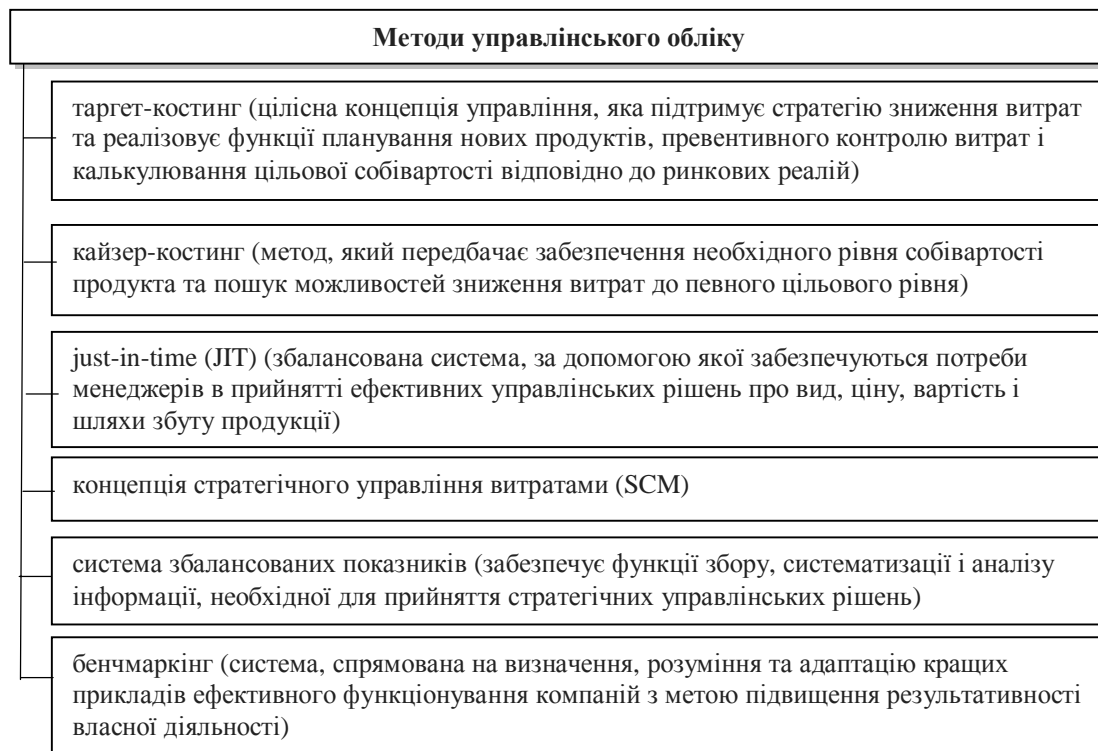 Методи управлінського обліку
таргет-костинг (цілісна концепція управління, яка підтримує стратегію зниження витрат
та реалізовує функції планування нових продуктів, превентивного контролю витрат і
калькулювання цільової собівартості відповідно до ринкових реалій)
кайзер-костинг (метод, який передбачає забезпечення необхідного рівня собівартості
продукта та пошук можливостей зниження витрат до певного цільового рівня)
just-in-time (JIT) (збалансована система, за допомогою якої забезпечуються потреби
менеджерів в прийнятті ефективних управлінських рішень про вид, ціну, вартість і
шляхи збуту продукції)
концепція стратегічного управління витратами (SCM)
система збалансованих показників (забезпечує функції збору, систематизації і аналізу
інформації, необхідної для прийняття стратегічних управлінських рішень)
бенчмаркінг (система, спрямована на визначення, розуміння та адаптацію кращих
прикладів ефективного функціонування компаній з метою підвищення результативності
власної діяльності)